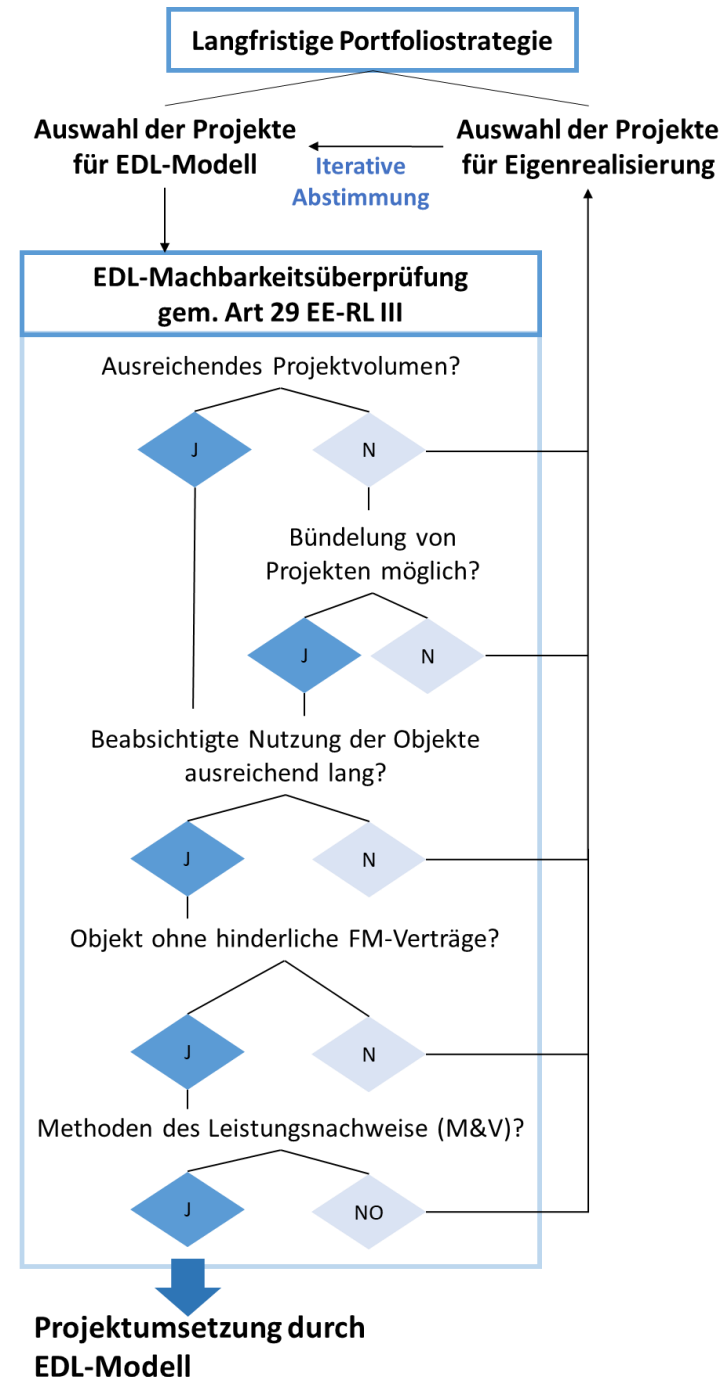 Langfristige Portfoliostrategie
Auswahl der Projekte
für EDL-Modell
Iterative
Abstimmung
Auswahl der Projekte
für Eigenrealisierung
EDL-Machbarkeitsüberprüfung
gem. Art 29 EE-RL III
Ausreichendes Projektvolumen?
J
N
Bündelung von
Projekten möglich?
J
N
Beabsichtigte Nutzung der Objekte
ausreichend lang?
J
N
Objekt ohne hinderliche FM-Verträge?
J
N
Methoden des Leistungsnachweise (M&V)?
J
NO
Projektumsetzung durch
EDL-Modell